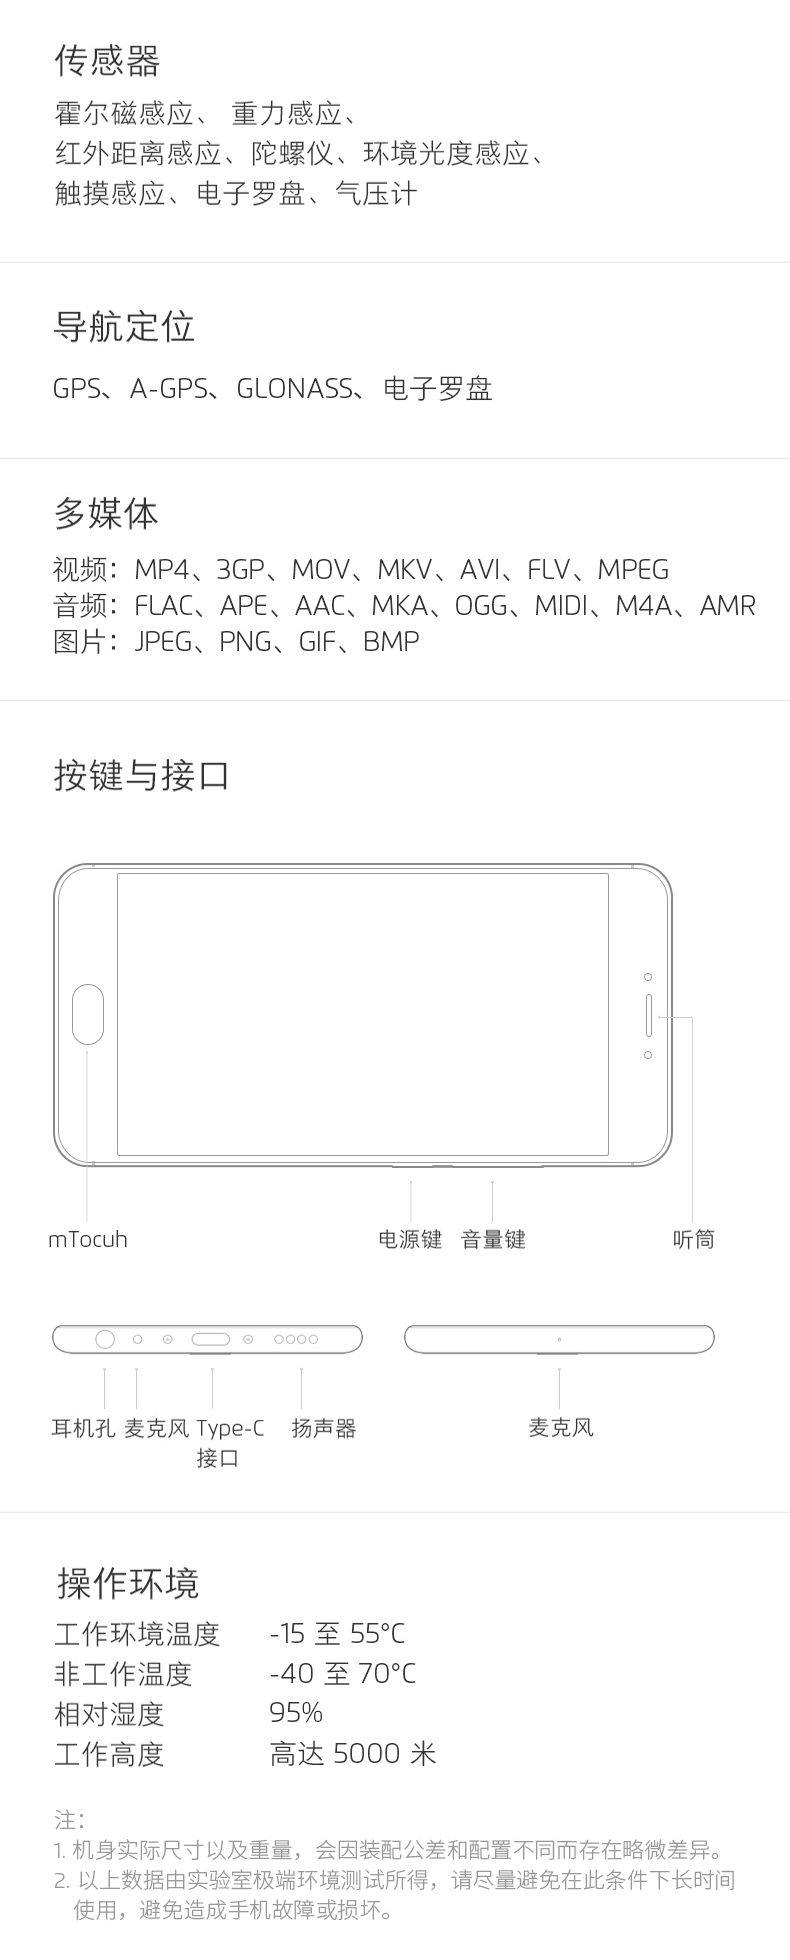 传感器
霍尔磁感应、 重力感应、
红外距离感应、陀螺仪、环境光度感应、
触摸感应、电子罗盘、气压计
导航定位
GPS、A-GPS、GLONASS、 电子罗盘
多媒体
视频：MP4、3GP、MOV、MKV、AVI、FLV、MPEG
音频：FLAC、APE、AAC、MKA、OGG、MIDI、M4A、AMR
图片：JPEG、PNG、GIF、BMP
按键与接口
mTocuh 电源键 音量键 听筒
耳机孔 麦克风 Type-C 扬声器 麦克风
接口
操作环境
工作环境温度 -15 至 55°C
非工作温度 -40 至 70°C
相对湿度 95%
工作高度 高达 5000 米
注：
1. 机身实际尺寸以及重量，会因装配公差和配置不同而存在略微差异。
2. 以上数据由实验室极端环境测试所得，请尽量避免在此条件下长时间
使用，避免造成手机故障或损坏。